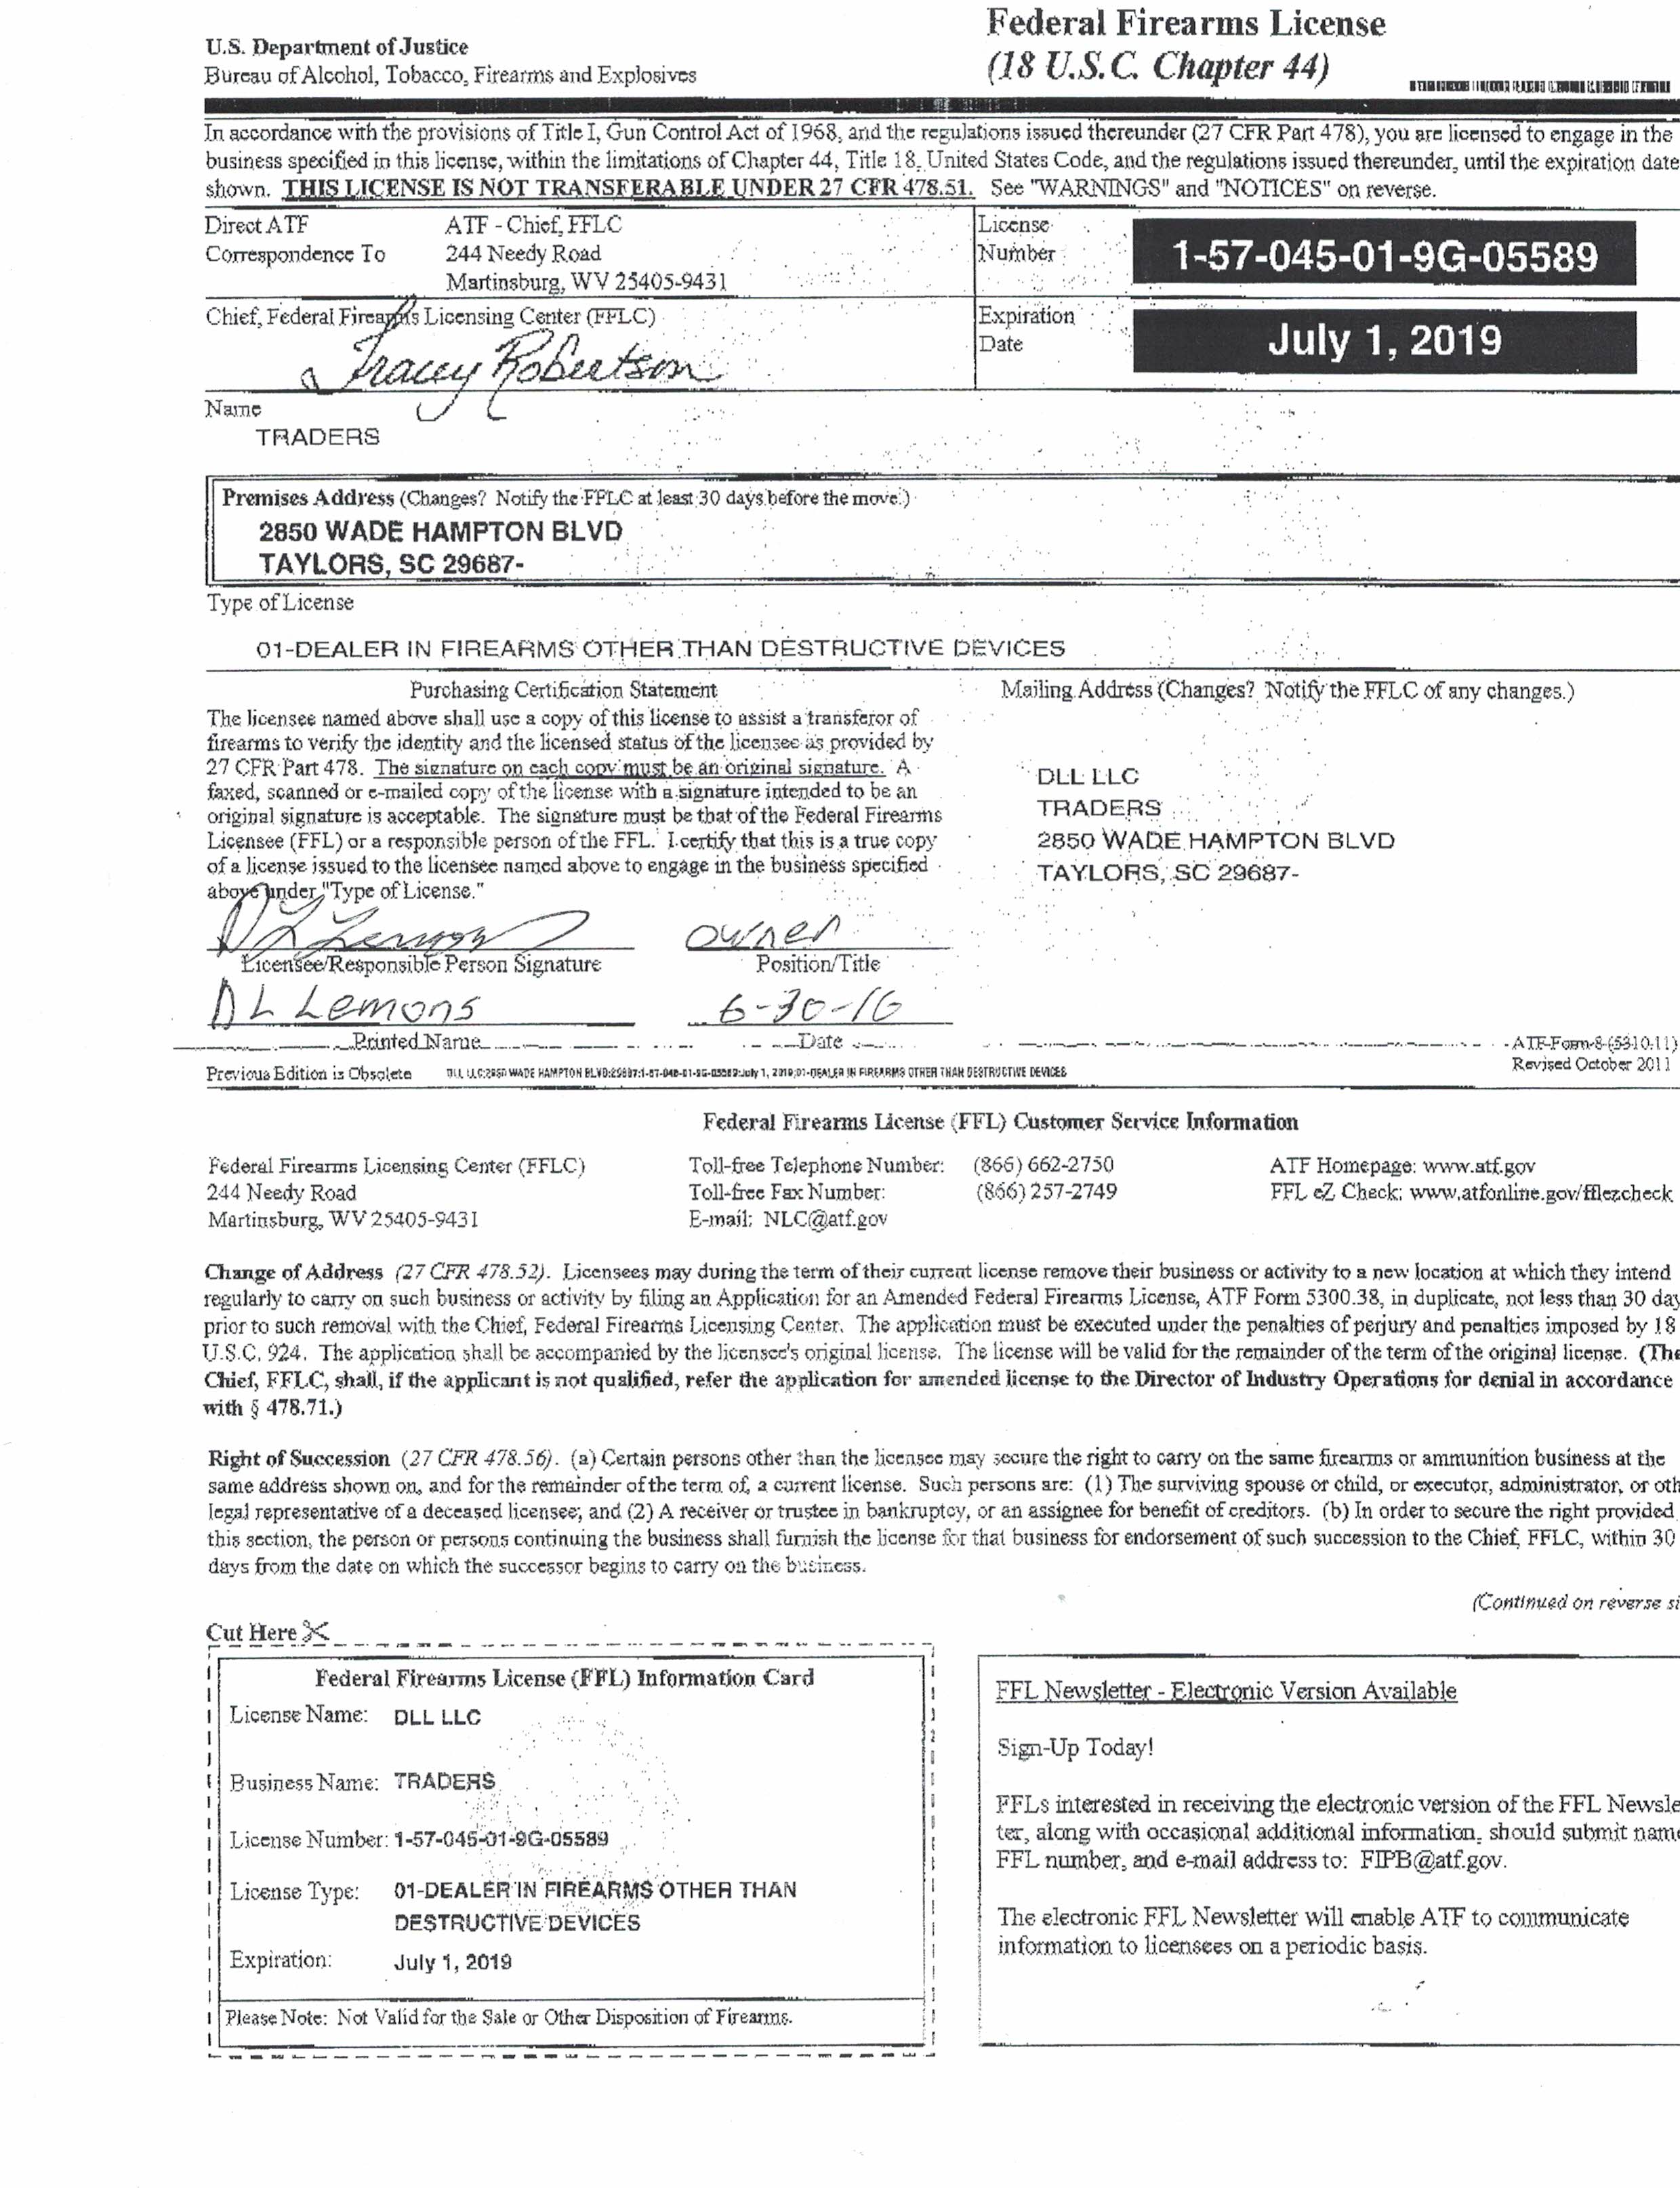 U.S. Department of Justice
Bureau of Alcohol, Tobacco, Firearms and Explosives
Federal Firearms License
(18 U.S.C. Chapter 44)
In accordance with the provisions of Title I, Gun Control Act of 1968, and the regulations issued thereunder (27 CFR Part 478), you are licensed to engage in the
business specified in this license, within the limitations of Chapter 44, Title 18, United States Code, and the regulations issued thereunder, until the expiration date
shown. THIS LICENSE IS NOT TRANSFERABLE UNDER 27 CFR 478.51. See "WARNINGS" and "NOTICES" on reverse.
Direct ATF
Correspondence To
ATF - Chief, FFLC
244 Needy Road
Martinsburg, WV 25405-9431
License
Number
1-57-045-01-9G-05589
Chief, Federal Firearms Licensing Center (FFLC)
Tracey Robertson
Expiration
Date
July 1, 2019
Name
TRADERS
Premises Address (Changes? Notify the FFLC at least 30 days before the move.)
2850 WADE HAMPTON BLVD
TAYLORS, SC 29687-
Type of License
01-DEALER IN FIREARMS OTHER THAN DESTRUCTIVE DEVICES
Purchasing Certification Statement
The licensee named above shall use a copy of this license to assist a transferor of
firearms to verify the identity and the licensed status of the licensee as provided by
27 CFR Part 478. The signature on each copy must be an original signature. A
faxed, scanned or e-mailed copy of the license with a signature intended to be an
original signature is acceptable. The signature must be that of the Federal Firearms
Licensee (FFL) or a responsible person of the FFL. I certify that this is a true copy
of a license issued to the licensee named above to engage in the business specified
above under "Type of License."
Mailing Address (Changes? Notify the FFLC of any changes.)
DLL LLC
TRADERS
2850 WADE HAMPTON BLVD
TAYLORS, SC 29687-
DL Lemons
owner
Licensee/Responsible Person Signature
Position/Title
DL Lemons
6-30-16
Printed Name
Date
ATF Form 8 (5310.11)
Revised October 2011
Previous Edition is Obsolete
DLL LLC:2850 WADE HAMPTON BLVD:29687:1-57-045-01-9G-05589:July 1, 2019:01-DEALER IN FIREARMS OTHER THAN DESTRUCTIVE DEVICES
Federal Firearms License (FFL) Customer Service Information
Federal Firearms Licensing Center (FFLC)
244 Needy Road
Martinsburg, WV 25405-9431
Toll-free Telephone Number: (866) 662-2750
Toll-free Fax Number: (866) 257-2749
E-mail: NLC@atf.gov
ATF Homepage: www.atf.gov
FFL eZ Check: www.atfonline.gov/fflezcheck
Change of Address (27 CFR 478.52). Licensees may during the term of their current license remove their business or activity to a new location at which they intend
regularly to carry on such business or activity by filing an Application for an Amended Federal Firearms License, ATF Form 5300.38, in duplicate, not less than 30 day
prior to such removal with the Chief, Federal Firearms Licensing Center. The application must be executed under the penalties of perjury and penalties imposed by 18
U.S.C. 924. The application shall be accompanied by the licensee's original license. The license will be valid for the remainder of the term of the original license. (The
Chief, FFLC, shall, if the applicant is not qualified, refer the application for amended license to the Director of Industry Operations for denial in accordance
with § 478.71.)
Right of Succession (27 CFR 478.56). (a) Certain persons other than the licensee may secure the right to carry on the same firearms or ammunition business at the
same address shown on, and for the remainder of the term of, a current license. Such persons are: (1) The surviving spouse or child, or executor, administrator, or oth
legal representative of a deceased licensee; and (2) A receiver or trustee in bankruptcy, or an assignee for benefit of creditors. (b) In order to secure the right provided
this section, the person or persons continuing the business shall furnish the license for that business for endorsement of such succession to the Chief, FFLC, within 30
days from the date on which the successor begins to carry on the business.
(Continued on reverse si
Cut Here
Federal Firearms License (FFL) Information Card
License Name: DLL LLC
Business Name: TRADERS
License Number: 1-57-045-01-9G-05589
License Type: 01-DEALER IN FIREARMS OTHER THAN
DESTRUCTIVE DEVICES
Expiration: July 1, 2019
Please Note: Not Valid for the Sale or Other Disposition of Firearms.
FFL Newsletter - Electronic Version Available
Sign-Up Today!
FFLs interested in receiving the electronic version of the FFL Newsle
ter, along with occasional additional information, should submit name
FFL number, and e-mail address to: FIPB@atf.gov.
The electronic FFL Newsletter will enable ATF to communicate
information to licensees on a periodic basis.